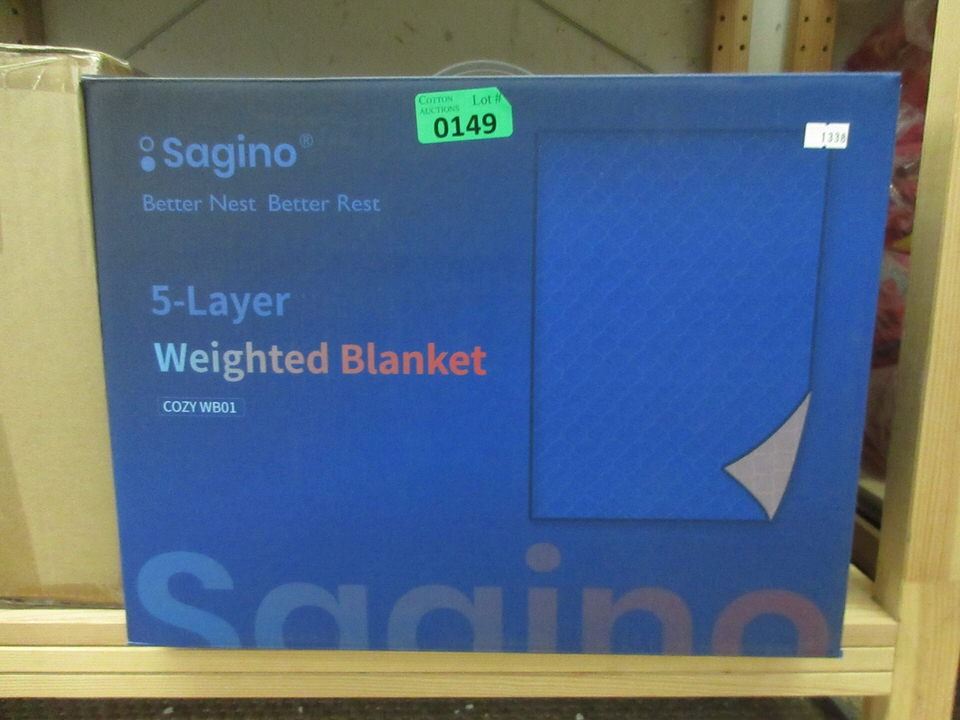 COTTON Lot #
AUCTIONS
0149
1338
Sagino®
Better Nest Better Rest
5-Layer
Weighted Blanket
COZY WB01
Sagino